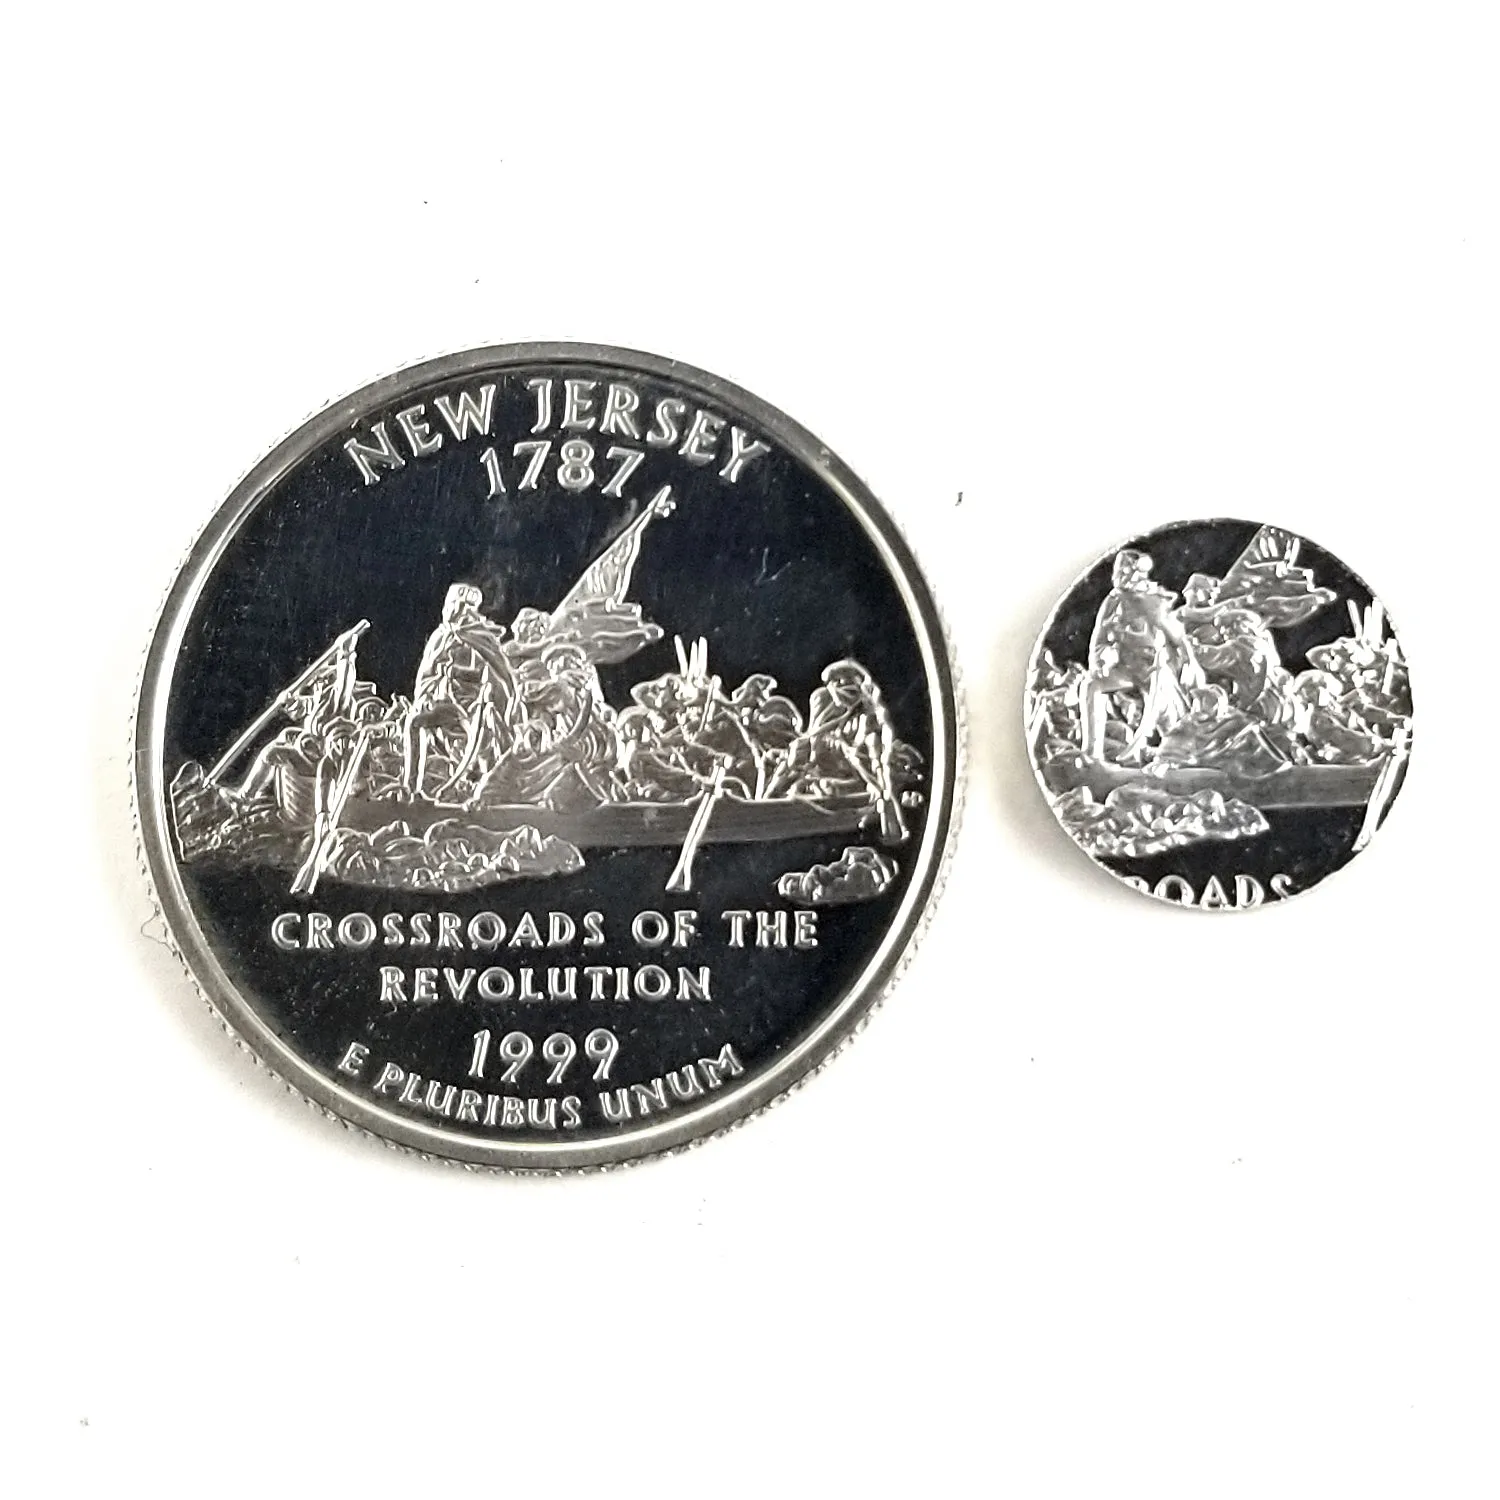 NEW JERSEY
1787
CROSSROADS OF THE
REVOLUTION
1999
E PLURIBUS UNUM
ROADS